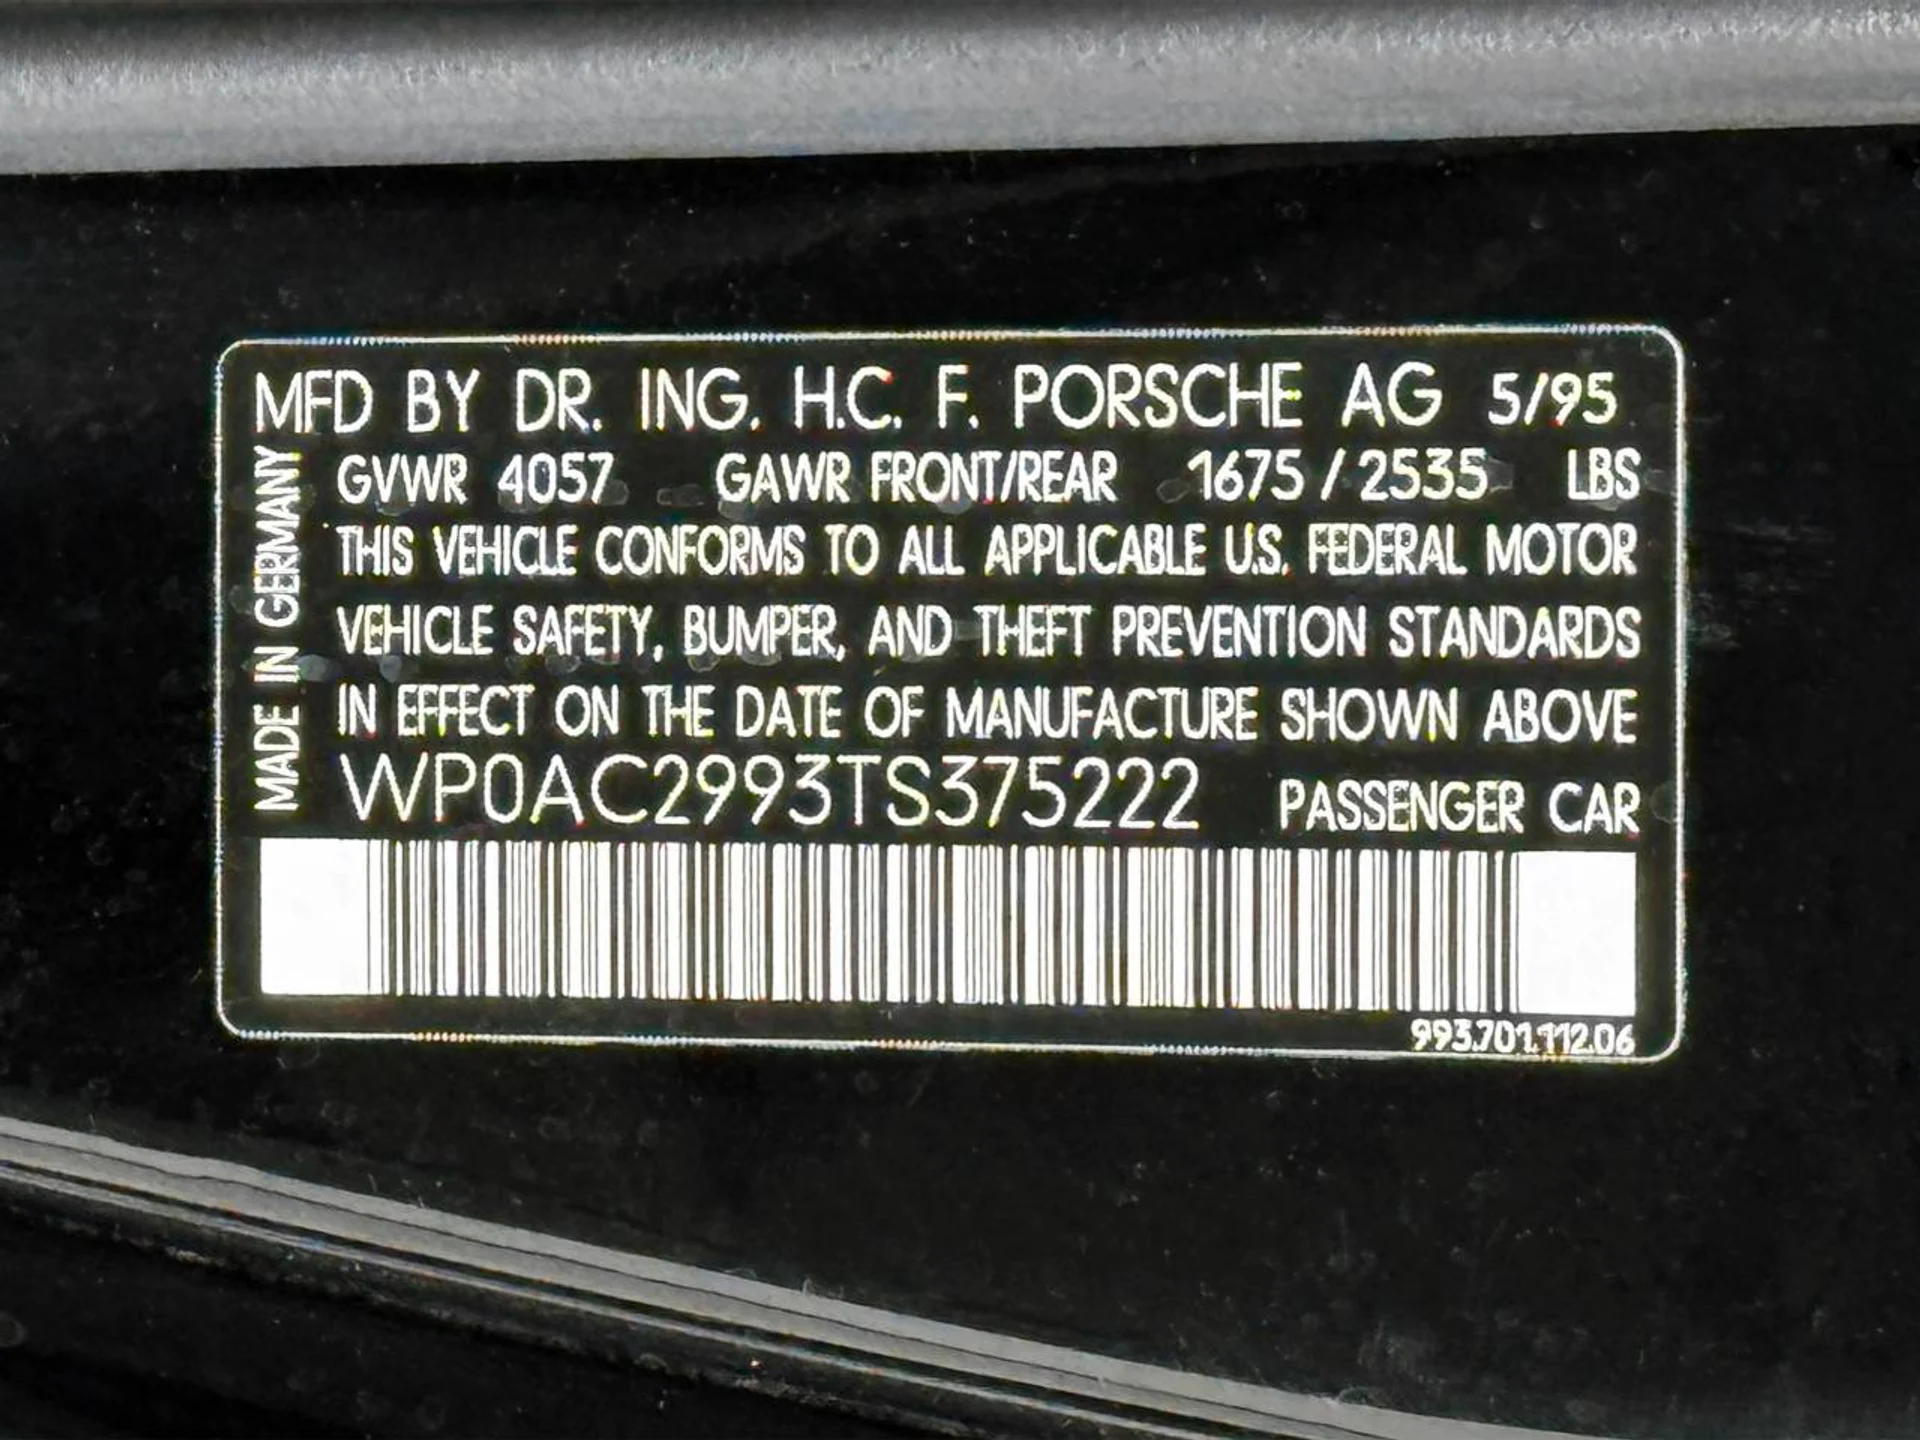 MFD BY DR. ING. H.C. F. PORSCHE AG 5/95
MADE IN GERMANY
GVWR 4057 GAWR FRONT/REAR 1675 / 2535 LBS
THIS VEHICLE CONFORMS TO ALL APPLICABLE U.S. FEDERAL MOTOR
VEHICLE SAFETY, BUMPER, AND THEFT PREVENTION STANDARDS
IN EFFECT ON THE DATE OF MANUFACTURE SHOWN ABOVE
WP0AC2993TS375222 PASSENGER CAR
993.701.112.06